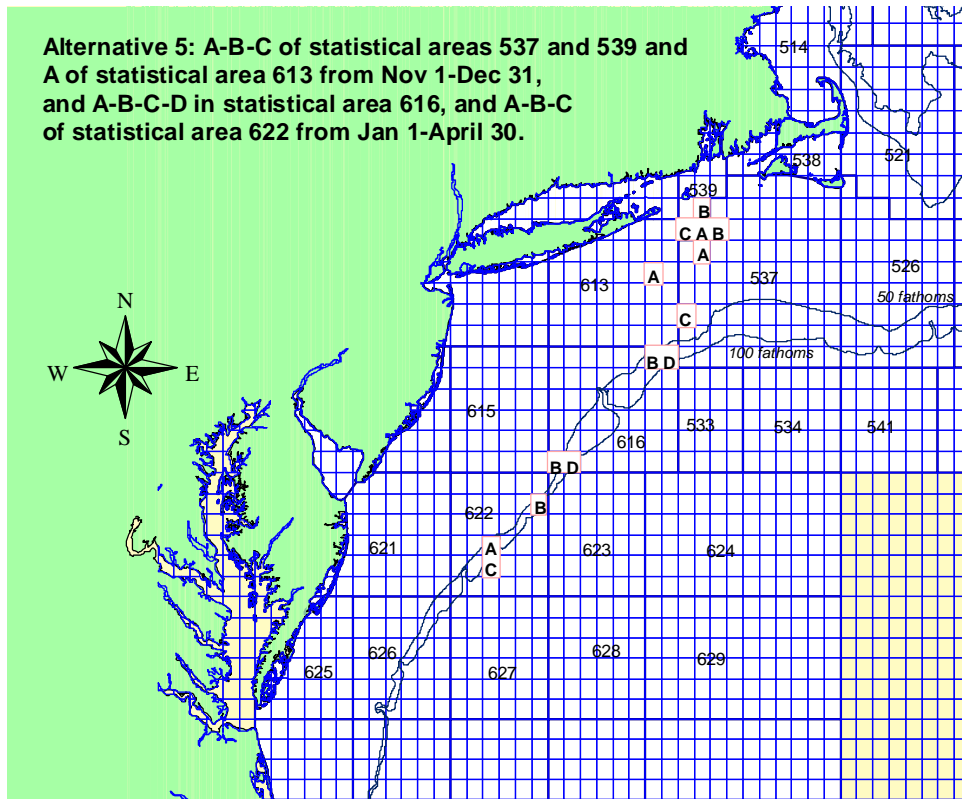 Alternative 5: A-B-C of statistical areas 537 and 539 and
A of statistical area 613 from Nov 1-Dec 31,
and A-B-C-D in statistical area 616, and A-B-C
of statistical area 622 from Jan 1-April 30.
514
521
538
539
B
C A B
A
526
537
A
613
50 fathoms
C
N
W E
S
100 fathoms
B D
615
533
534
541
616
B D
B
622
A
621
623
624
C
626
628
629
625
627